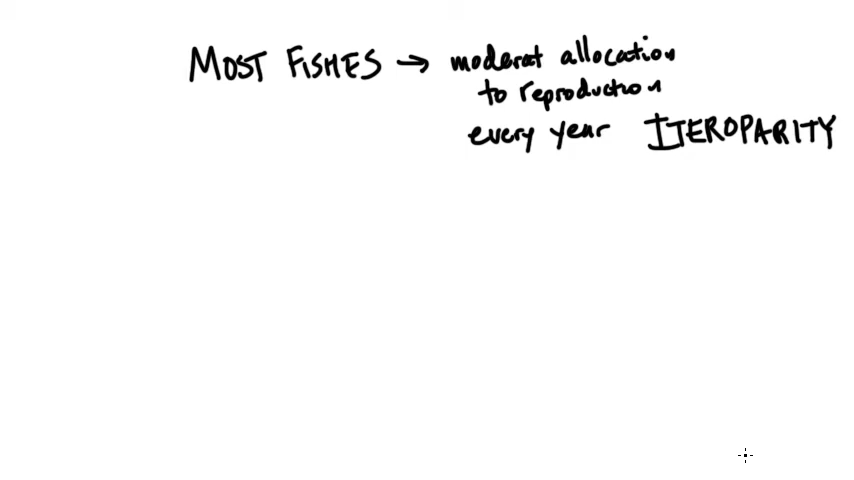 MOST FISHES → moderat allocation
to reproduction
every year ITEROPARITY